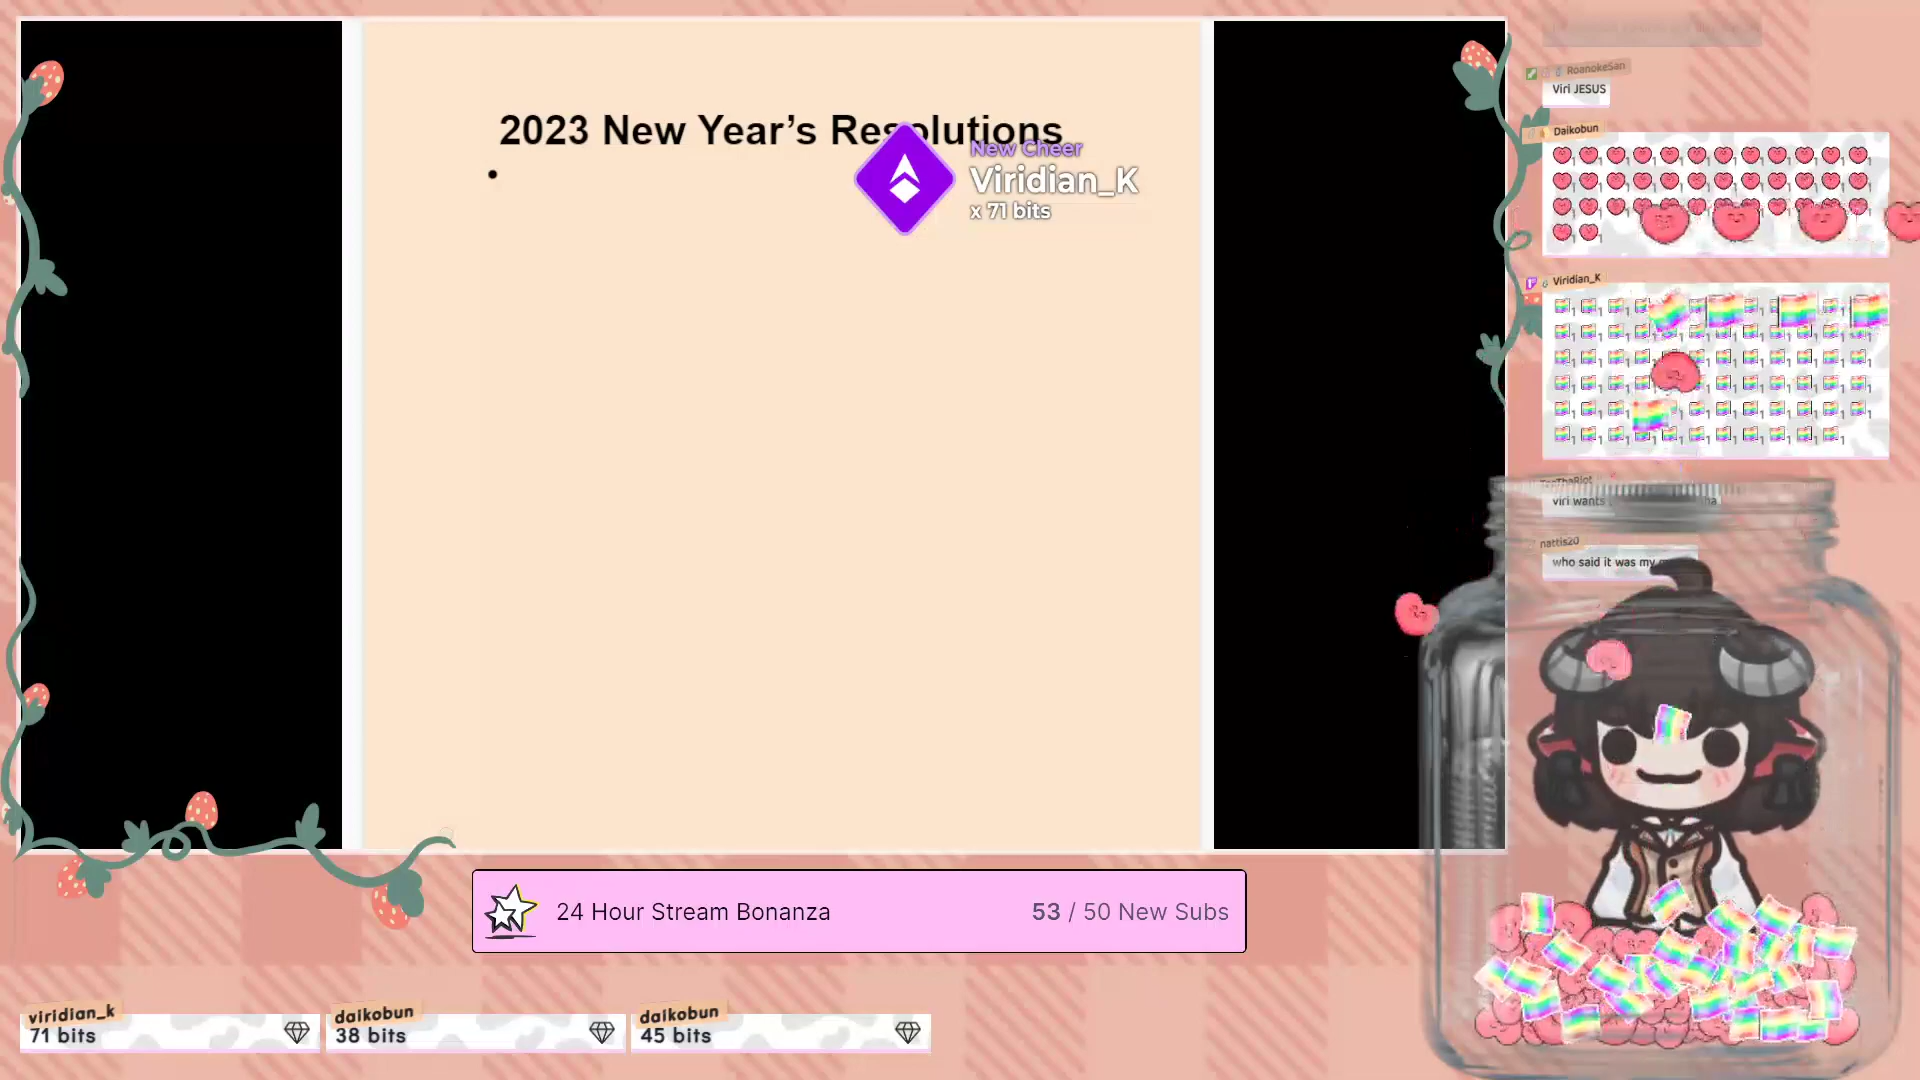 2023 New Year’s Resolutions
•
New Cheer
Viridian_K
x 71 bits
RoanokeSan
Viri JESUS
Daikobun
Viridian_K
viri wants
nattis20
who said it was my
24 Hour Stream Bonanza
53 / 50 New Subs
viridian_k
71 bits
daikobun
38 bits
daikobun
45 bits